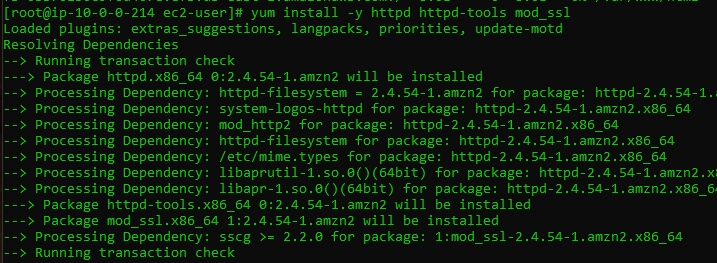 [root@ip-10-0-0-214 ec2-user]# yum install -y httpd httpd-tools mod_ssl
Loaded plugins: extras_suggestions, langpacks, priorities, update-motd
Resolving Dependencies
--> Running transaction check
---> Package httpd.x86_64 0:2.4.54-1.amzn2 will be installed
--> Processing Dependency: httpd-filesystem = 2.4.54-1.amzn2 for package: httpd-2.4.54-1.
--> Processing Dependency: system-logos-httpd for package: httpd-2.4.54-1.amzn2.x86_64
--> Processing Dependency: mod_http2 for package: httpd-2.4.54-1.amzn2.x86_64
--> Processing Dependency: httpd-filesystem for package: httpd-2.4.54-1.amzn2.x86_64
--> Processing Dependency: /etc/mime.types for package: httpd-2.4.54-1.amzn2.x86_64
--> Processing Dependency: libaprutil-1.so.0()(64bit) for package: httpd-2.4.54-1.amzn2.x86_64
--> Processing Dependency: libapr-1.so.0()(64bit) for package: httpd-2.4.54-1.amzn2.x86_64
---> Package httpd-tools.x86_64 0:2.4.54-1.amzn2 will be installed
---> Package mod_ssl.x86_64 1:2.4.54-1.amzn2 will be installed
--> Processing Dependency: sscg >= 2.2.0 for package: 1:mod_ssl-2.4.54-1.amzn2.x86_64
--> Running transaction check